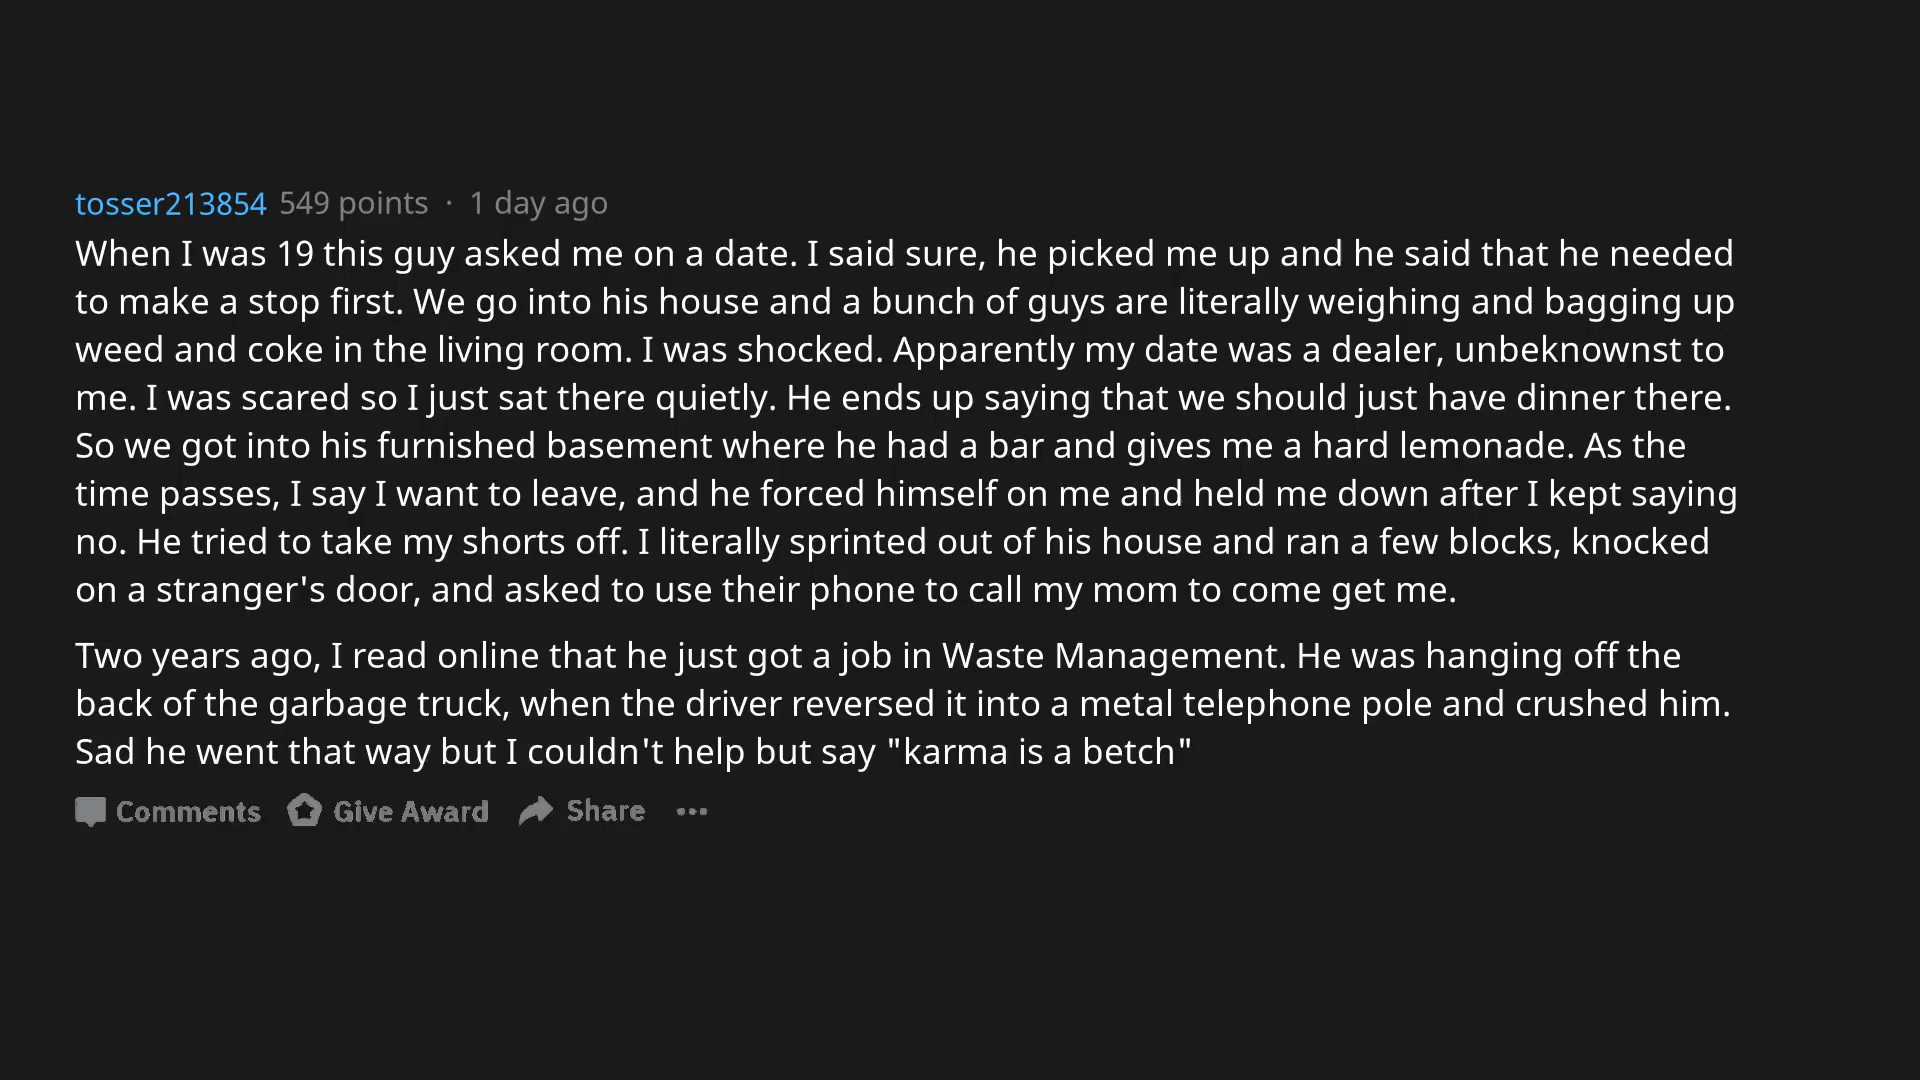 tosser213854 549 points · 1 day ago
When I was 19 this guy asked me on a date. I said sure, he picked me up and he said that he needed
to make a stop first. We go into his house and a bunch of guys are literally weighing and bagging up
weed and coke in the living room. I was shocked. Apparently my date was a dealer, unbeknownst to
me. I was scared so I just sat there quietly. He ends up saying that we should just have dinner there.
So we got into his furnished basement where he had a bar and gives me a hard lemonade. As the
time passes, I say I want to leave, and he forced himself on me and held me down after I kept saying
no. He tried to take my shorts off. I literally sprinted out of his house and ran a few blocks, knocked
on a stranger's door, and asked to use their phone to call my mom to come get me.
Two years ago, I read online that he just got a job in Waste Management. He was hanging off the
back of the garbage truck, when the driver reversed it into a metal telephone pole and crushed him.
Sad he went that way but I couldn't help but say "karma is a betch"
Comments Give Award Share ···